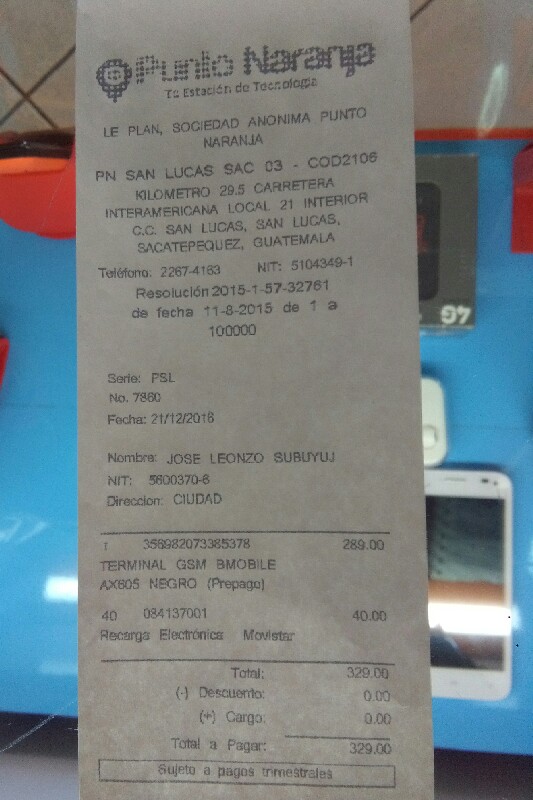 Punto Naranja
Tu Estación de Tecnología
LE PLAN, SOCIEDAD ANONIMA PUNTO
NARANJA
PN SAN LUCAS SAC 03 - COD2106
KILOMETRO 29.5 CARRETERA
INTERAMERICANA LOCAL 21 INTERIOR
C.C. SAN LUCAS, SAN LUCAS,
SACATEPEQUEZ, GUATEMALA
Teléfono: 2267-4163 NIT: 5104349-1
Resolución 2015-1-57-32761
de fecha 11-8-2015 de 1 a
100000
Serie: PSL
No. 7860
Fecha: 21/12/2016
Nombre: JOSE LEONZO SUBUYUJ
NIT: 5600370-6
Direccion: CIUDAD
1 356982073385378 289.00
TERMINAL GSM BMOBILE
AX605 NEGRO (Prepago)
40 084137001 40.00
Recarga Electrónica Movistar
Total: 329.00
(-) Descuento: 0.00
(+) Cargo: 0.00
Total a Pagar: 329.00
Sujeto a pagos trimestrales
4G